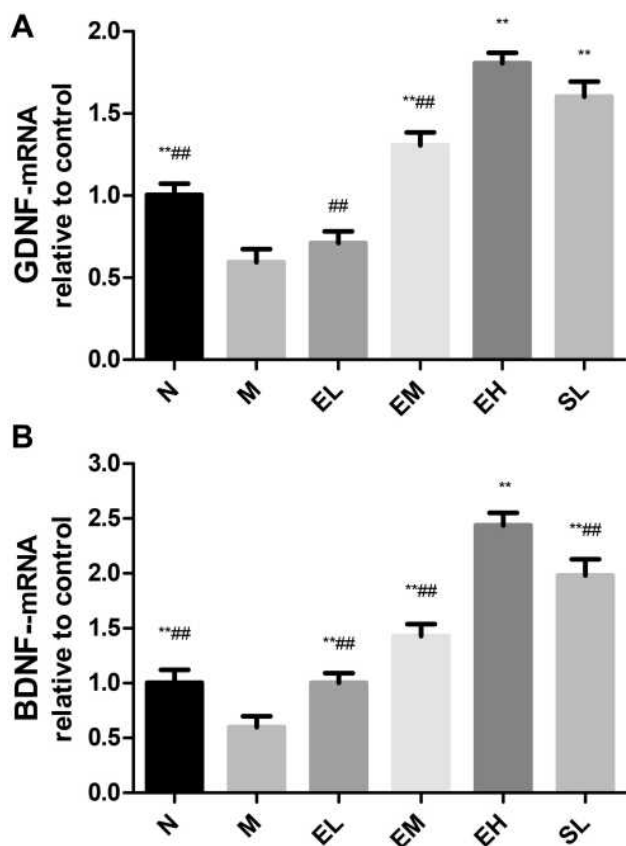 A
GDNF-mRNA
relative to control
2.0
1.5
1.0
0.5
0.0
**##
##
**##
**
**
N
M
EL
EM
EH
SL
B
BDNF--mRNA
relative to control
3.0
2.5
2.0
1.5
1.0
0.5
0.0
**##
**##
**##
**
**##
N
M
EL
EM
EH
SL